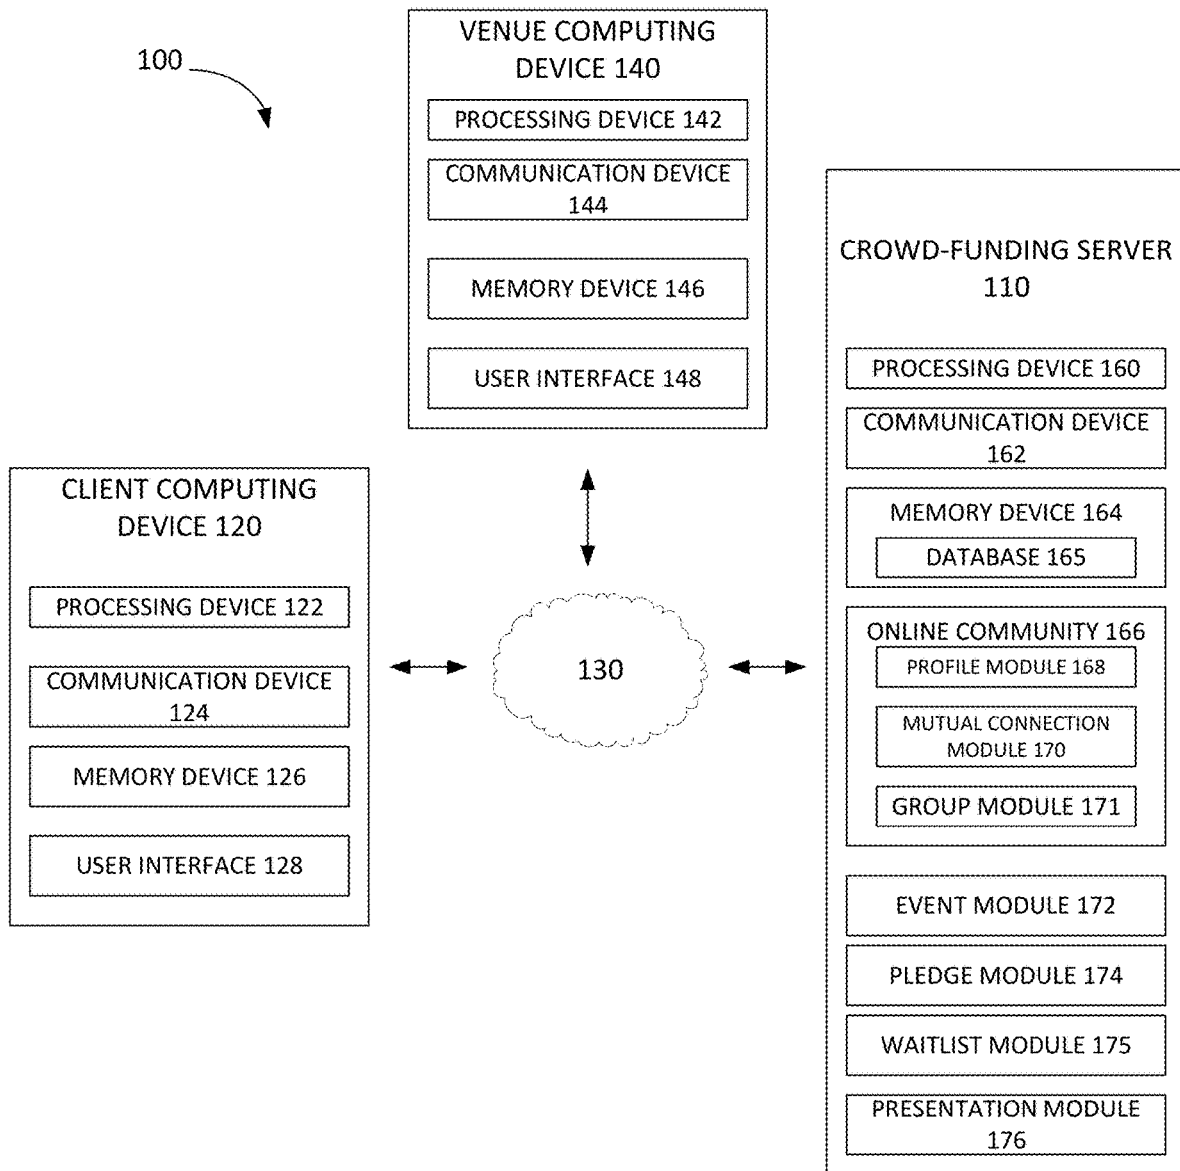 100
VENUE COMPUTING
DEVICE 140
PROCESSING DEVICE 142
COMMUNICATION DEVICE
144
MEMORY DEVICE 146
USER INTERFACE 148
CLIENT COMPUTING
DEVICE 120
PROCESSING DEVICE 122
COMMUNICATION DEVICE
124
MEMORY DEVICE 126
USER INTERFACE 128
130
CROWD-FUNDING SERVER
110
PROCESSING DEVICE 160
COMMUNICATION DEVICE
162
MEMORY DEVICE 164
DATABASE 165
ONLINE COMMUNITY 166
PROFILE MODULE 168
MUTUAL CONNECTION
MODULE 170
GROUP MODULE 171
EVENT MODULE 172
PLEDGE MODULE 174
WAITLIST MODULE 175
PRESENTATION MODULE
176